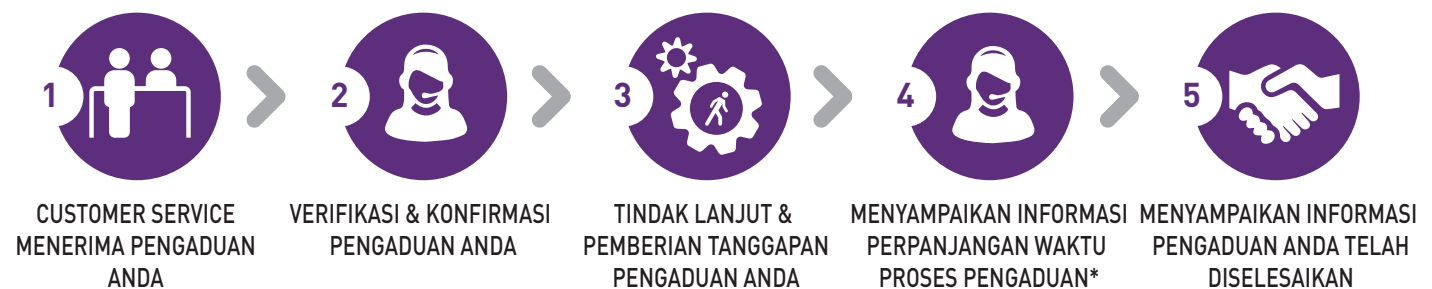 1
CUSTOMER SERVICE
MENERIMA PENGADUAN
ANDA
2
VERIFIKASI & KONFIRMASI
PENGADUAN ANDA
3
TINDAK LANJUT &
PEMBERIAN TANGGAPAN
PENGADUAN ANDA
4
MENYAMPAIKAN INFORMASI
PERPANJANGAN WAKTU
PROSES PENGADUAN*
5
MENYAMPAIKAN INFORMASI
PENGADUAN ANDA TELAH
DISELESAIKAN